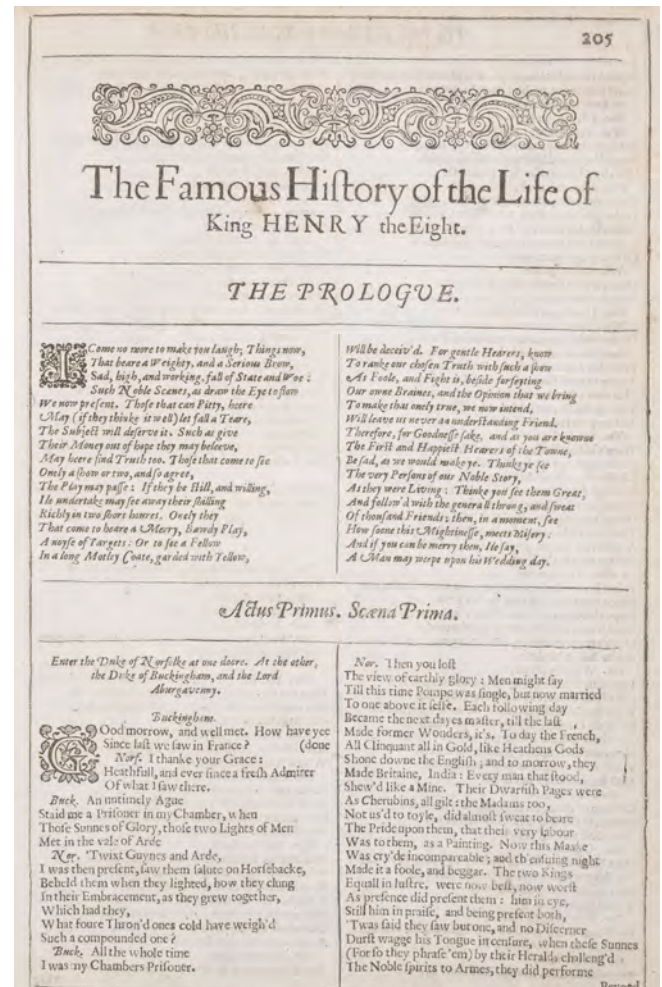 205
The Famous Hiſtory of the Life of
King HENRY the Eight.
THE PROLOGUE.
I Come no more to make you laugh; Things now,
That beare a Weighty, and a Serious Brow,
Sad, high, and working, full of State and Woe:
Such Noble Scenes, as draw the Eye to flow
We now preſent. Thoſe that can Pitty, heere
May (if they thinke it well) let fall a Teare,
The Subject will deſerve it. Such as give
Their Money out of hope they may beleeve,
May heere find Truth too. Thoſe that come to ſee
Onely a ſhow or two, and ſo agree,
The Play may paſſe: If they be ſtill, and willing,
Ile undertake may ſee away their ſhilling
Richly in two ſhort houres. Onely they
That come to heare a Merry, Bawdy Play,
A noyſe of Targets: Or to ſee a Fellow
In a long Motley Coate, garded with Yellow,
Will be deceiv'd. For gentle Hearers, know
To ranke our choſen Truth with ſuch a ſhow
As Foole, and Fight is, beſide forfeyting
Our owne Braines, and the Opinion that we bring
To make that onely true, we now intend,
Will leave us never an underſtanding Friend.
Therefore, for Goodneſſe ſake, and as you are knowne
The Firſt and Happieſt Hearers of the Towne,
Be ſad, as we would make ye. Thinke ye ſee
The very Perſons of our Noble Story,
As they were Living: Thinke you ſee them Great,
And follow'd with the generall throng, and ſweat
Of thouſand Friends; then, in a moment, ſee
How ſoone this Mightineſſe, meets Miſery:
And if you can be merry then, Ile ſay,
A Man may weepe upon his Wedding day.
Actus Primus. Scæna Prima.
Enter the Duke of Norfolke at one doore. At the other,
the Duke of Buckingham, and the Lord
Aburgavenny.
Buckingham.
GOod morrow, and well met. How have yee
Since laſt we ſaw in France? (done
Norf. I thanke your Grace:
Heathfull, and ever ſince a freſh Admirer
Of what I ſaw there.
Buck. An untimely Ague
Staid me a Priſoner in my Chamber, when
Thoſe Sunnes of Glory, thoſe two Lights of Men
Met in the vale of Arde
Nor. 'Twixt Guynes and Arde,
I was then preſent, ſaw them ſalute on Horſebacke,
Beheld them when they lighted, how they clung
In their Embracement, as they grew together,
Which had they,
What foure Thron'd ones cold have weigh'd
Such a compounded one?
Buck. All the whole time
I was my Chambers Priſoner.
Nor. Then you loſt
The view of earthly glory: Men might ſay
Till this time Pompe was ſingle, but now married
To one above it ſelfe. Each following day
Became the next dayes maſter, till the laſt
Made former Wonders, it's. To day the French,
All Clinquant all in Gold, like Heathens Gods
Shone downe the Engliſh; and to morrow, they
Made Britaine, India: Every man that ſtood,
Shew'd like a Mine. Their Dwarfiſh Pages were
As Cherubins, all gilt: the Madams too,
Not us'd to toyle, did almoſt ſweat to beare
The Pride upon them, that their very labour
Was to them, as a Painting. Now this Maske
Was cry'de incompareable; and th'enſuing night
Made it a foole, and beggar. The two Kings
Equall in luſtre, were now beſt, now worſt
As preſence did preſent them: him in eye,
Still him in praiſe, and being preſent both,
'Twas ſaid they ſaw but one, and no Diſcerner
Durſt wagge his Tongue in cenſure, when theſe Sunnes
(For ſo they phraſe 'em) by their Heralds challeng'd
The Noble ſpirits to Armes, they did performe